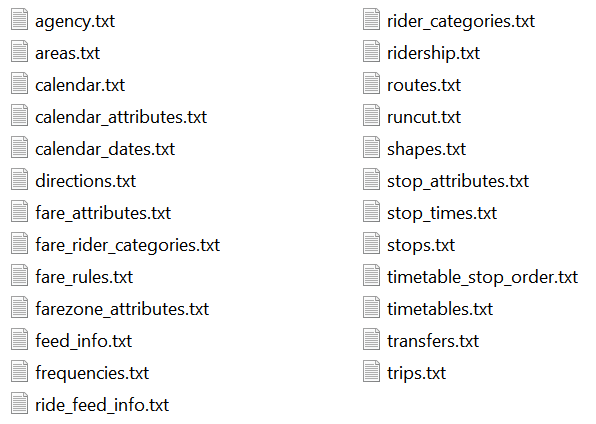 agency.txt
areas.txt
calendar.txt
calendar_attributes.txt
calendar_dates.txt
directions.txt
fare_attributes.txt
fare_rider_categories.txt
fare_rules.txt
farezone_attributes.txt
feed_info.txt
frequencies.txt
ride_feed_info.txt
rider_categories.txt
ridership.txt
routes.txt
runcut.txt
shapes.txt
stop_attributes.txt
stop_times.txt
stops.txt
timetable_stop_order.txt
timetables.txt
transfers.txt
trips.txt